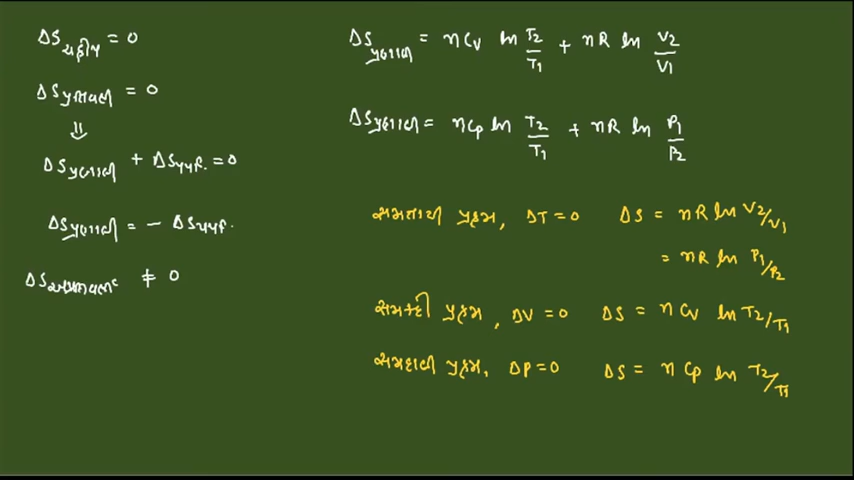 ΔS ચક્રીય = 0
ΔS પ્રતિવર્તી = 0
⇓
ΔS પ્રણાલી + ΔS પર્યા. = 0
ΔS પ્રણાલી = − ΔS પર્યા.
ΔS ≠ 0
ΔS પ્રણાલી = nCv ln T2/T1 + nR ln V2/V1
ΔS પ્રણાલી = nCp ln T2/T1 + nR ln P1/P2
સમતાપી પ્રક્રમ, ΔT = 0 ΔS = nR ln V2/V1
= nR ln P1/P2
સમકદી પ્રક્રમ, ΔV = 0 ΔS = nCv ln T2/T1
સમદાબી પ્રક્રમ, ΔP = 0 ΔS = nCp ln T2/T1